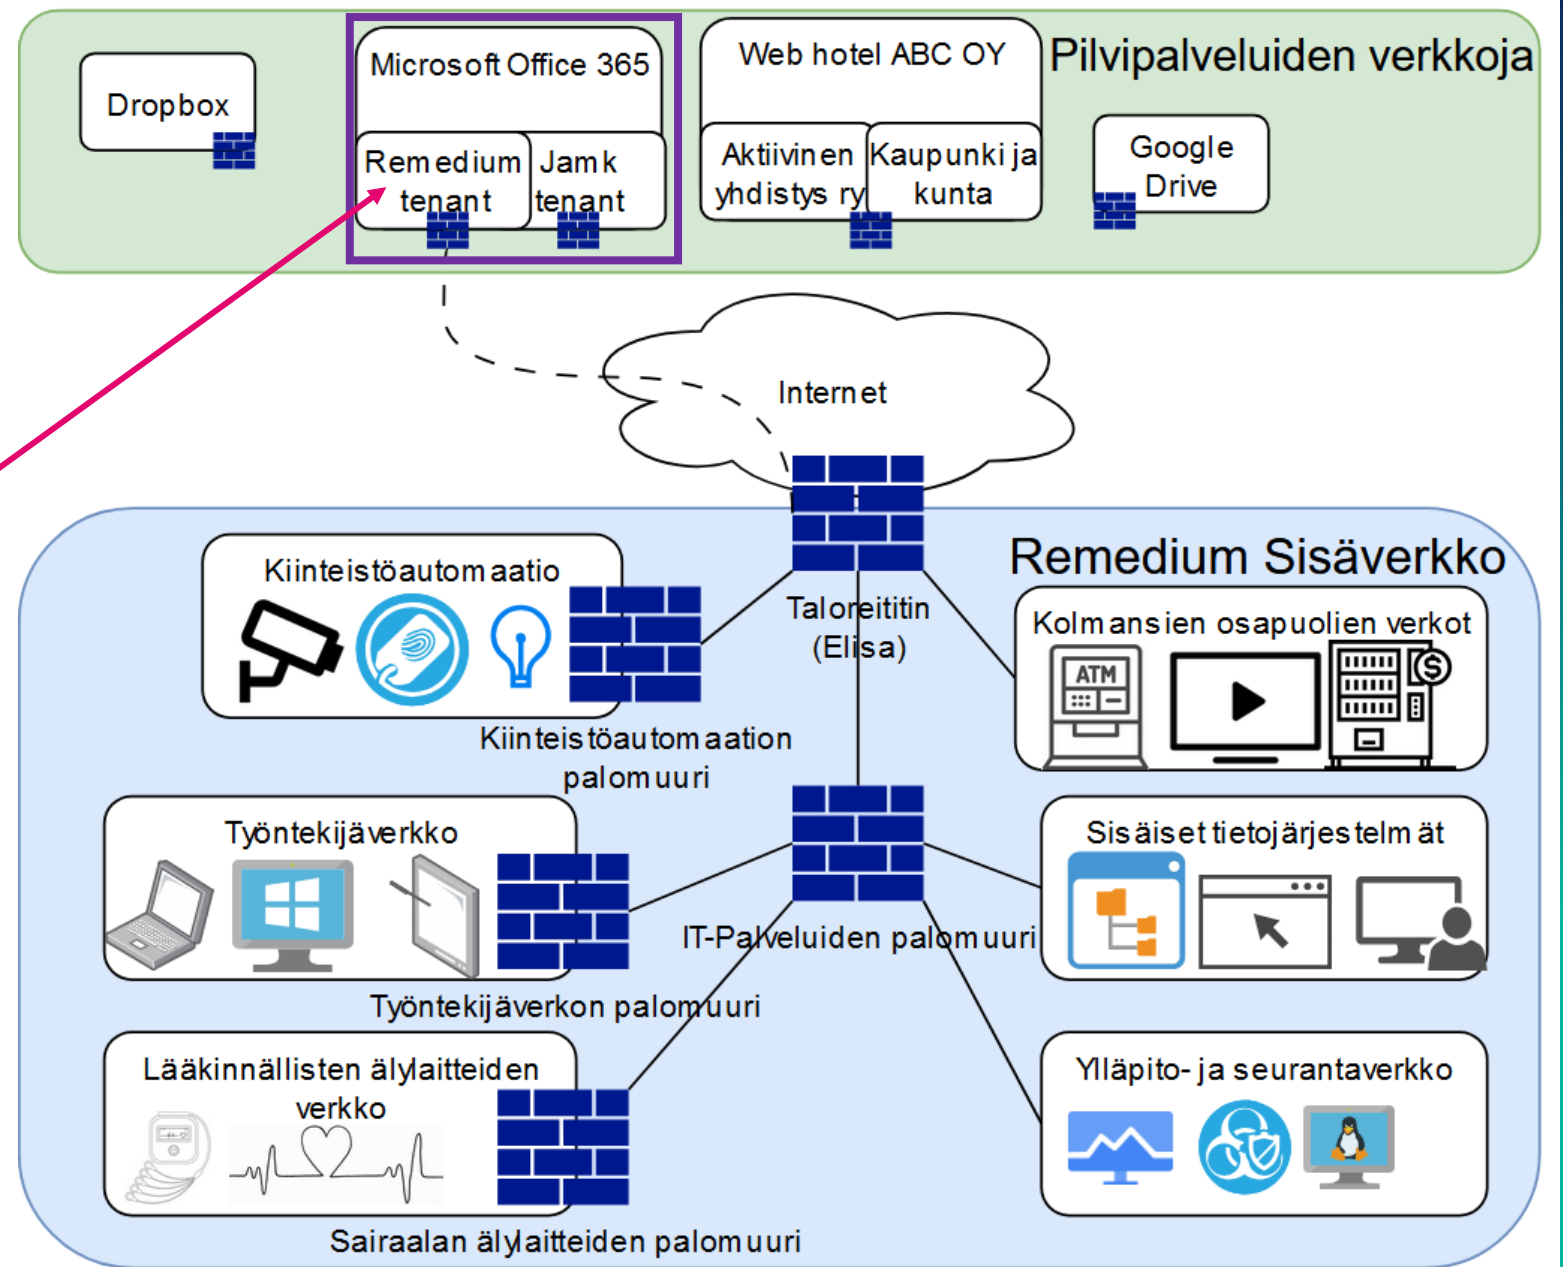 Pilvipalveluiden verkkoja
Dropbox
Microsoft Office 365
Remedium
tenant
Jamk
tenant
Web hotel ABC OY
Aktiivinen
yhdistys ry
Kaupunki ja
kunta
Google
Drive
Internet
Remedium Sisäverkko
Taloreititin
(Elisa)
Kiinteistöautomaatio
Kiinteistöautomaation
palomuuri
Kolmansien osapuolien verkot
ATM
$
Työntekijäverkko
Työntekijäverkon palomuuri
IT-Palveluiden palomuuri
Sisäiset tietojärjestelmät
Lääkinnällisten älylaitteiden
verkko
Sairaalan älylaitteiden palomuuri
Ylläpito- ja seurantaverkko